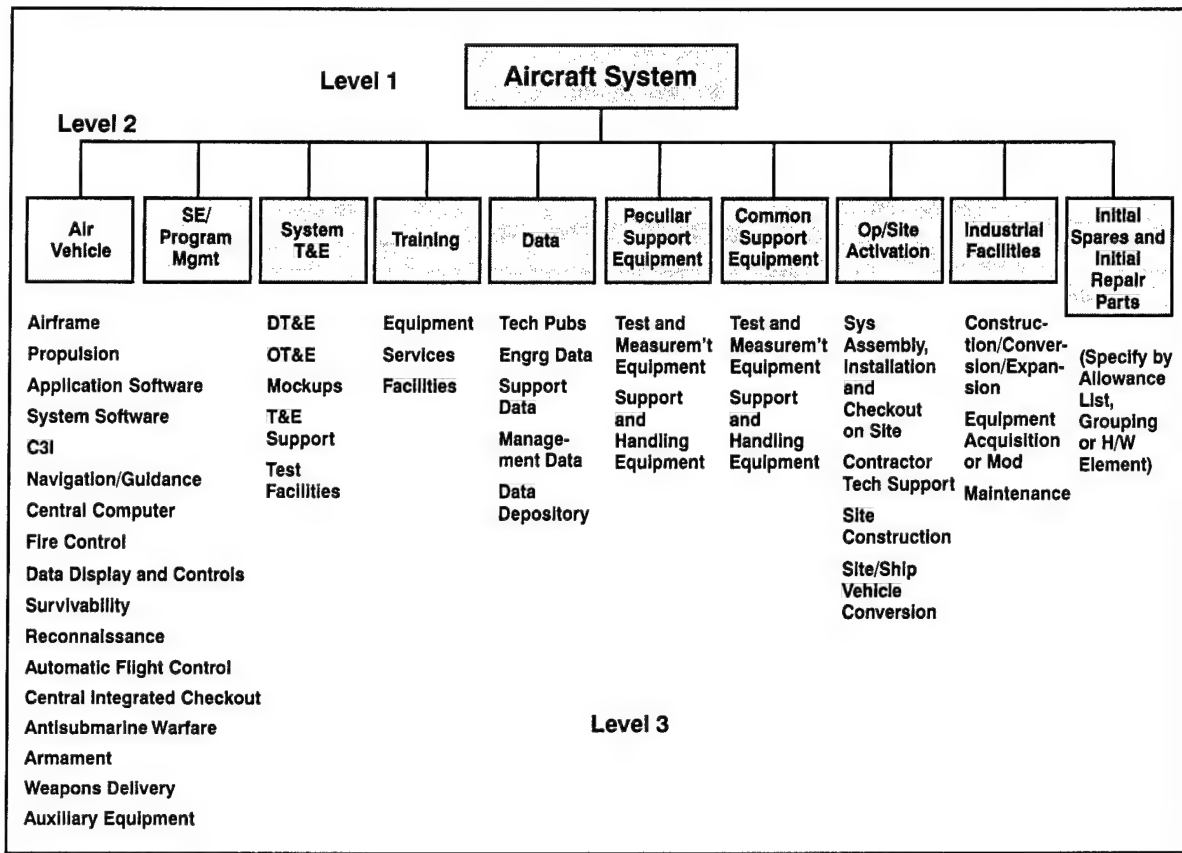 Level 1
Aircraft System
Level 2
Air
Vehicle
SE/
Program
Mgmt
System
T&E
Training
Data
Peculiar
Support
Equipment
Common
Support
Equipment
Op/Site
Activation
Industrial
Facilities
Initial
Spares and
Initial
Repair
Parts
Airframe
Propulsion
Application Software
System Software
C3I
Navigation/Guidance
Central Computer
Fire Control
Data Display and Controls
Survivability
Reconnaissance
Automatic Flight Control
Central Integrated Checkout
Antisubmarine Warfare
Armament
Weapons Delivery
Auxiliary Equipment
DT&E
OT&E
Mockups
T&E
Support
Test
Facilities
Equipment
Services
Facilities
Tech Pubs
Engrg Data
Support
Data
Manage-
ment Data
Data
Depository
Test and
Measurem't
Equipment
Support
and
Handling
Equipment
Test and
Measurem't
Equipment
Support
and
Handling
Equipment
Sys
Assembly,
Installation
and
Checkout
on Site
Contractor
Tech Support
Site
Construction
Site/Ship
Vehicle
Conversion
Construc-
tion/Conver-
sion/Expan-
sion
Equipment
Acquisition
or Mod
Maintenance
(Specify by
Allowance
List,
Grouping
or H/W
Element)
Level 3